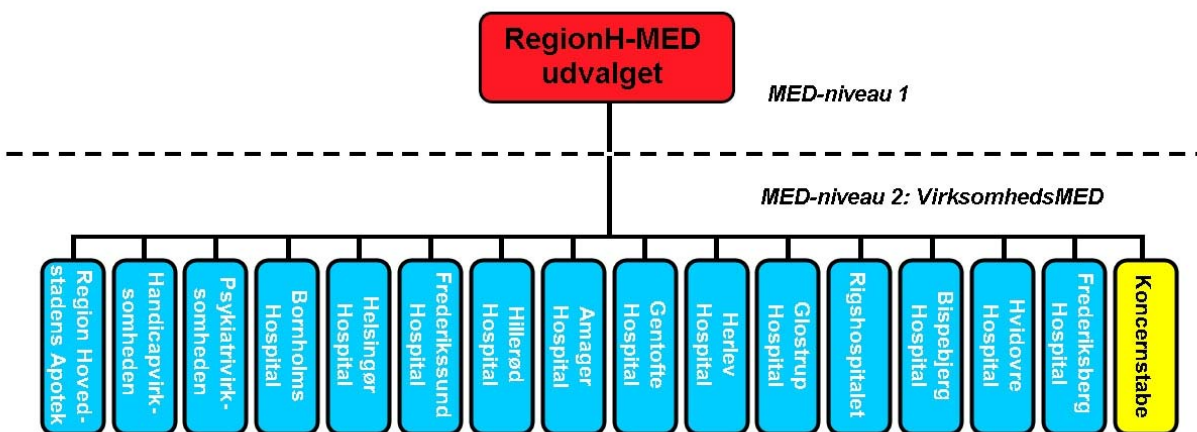 RegionH-MED
udvalget
MED-niveau 1
MED-niveau 2: VirksomhedsMED
Region Hoved-
stadens Apotek
Handicapvirk-
somheden
Psykiatrivirk-
somheden
Bornholms
Hospital
Helsingør
Hospital
Frederikssund
Hospital
Hillerød
Hospital
Amager
Hospital
Gentofte
Hospital
Herlev
Hospital
Glostrup
Hospital
Rigshospitalet
Bispebjerg
Hospital
Hvidovre
Hospital
Frederiksberg
Hospital
Koncernstabe